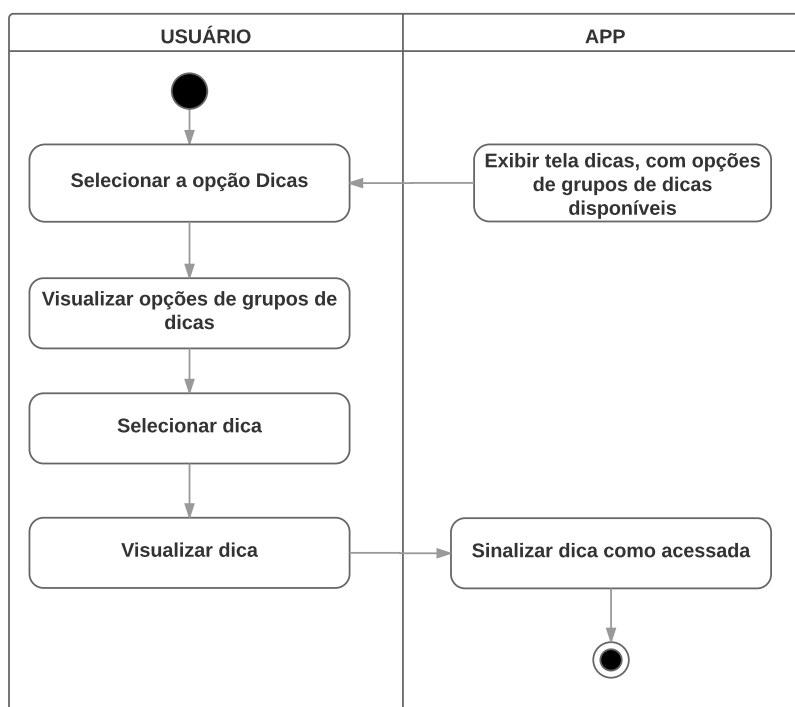 USUÁRIO
APP
Selecionar a opção Dicas
Exibir tela dicas, com opções
de grupos de dicas
disponíveis
Visualizar opções de grupos de
dicas
Selecionar dica
Visualizar dica
Sinalizar dica como acessada